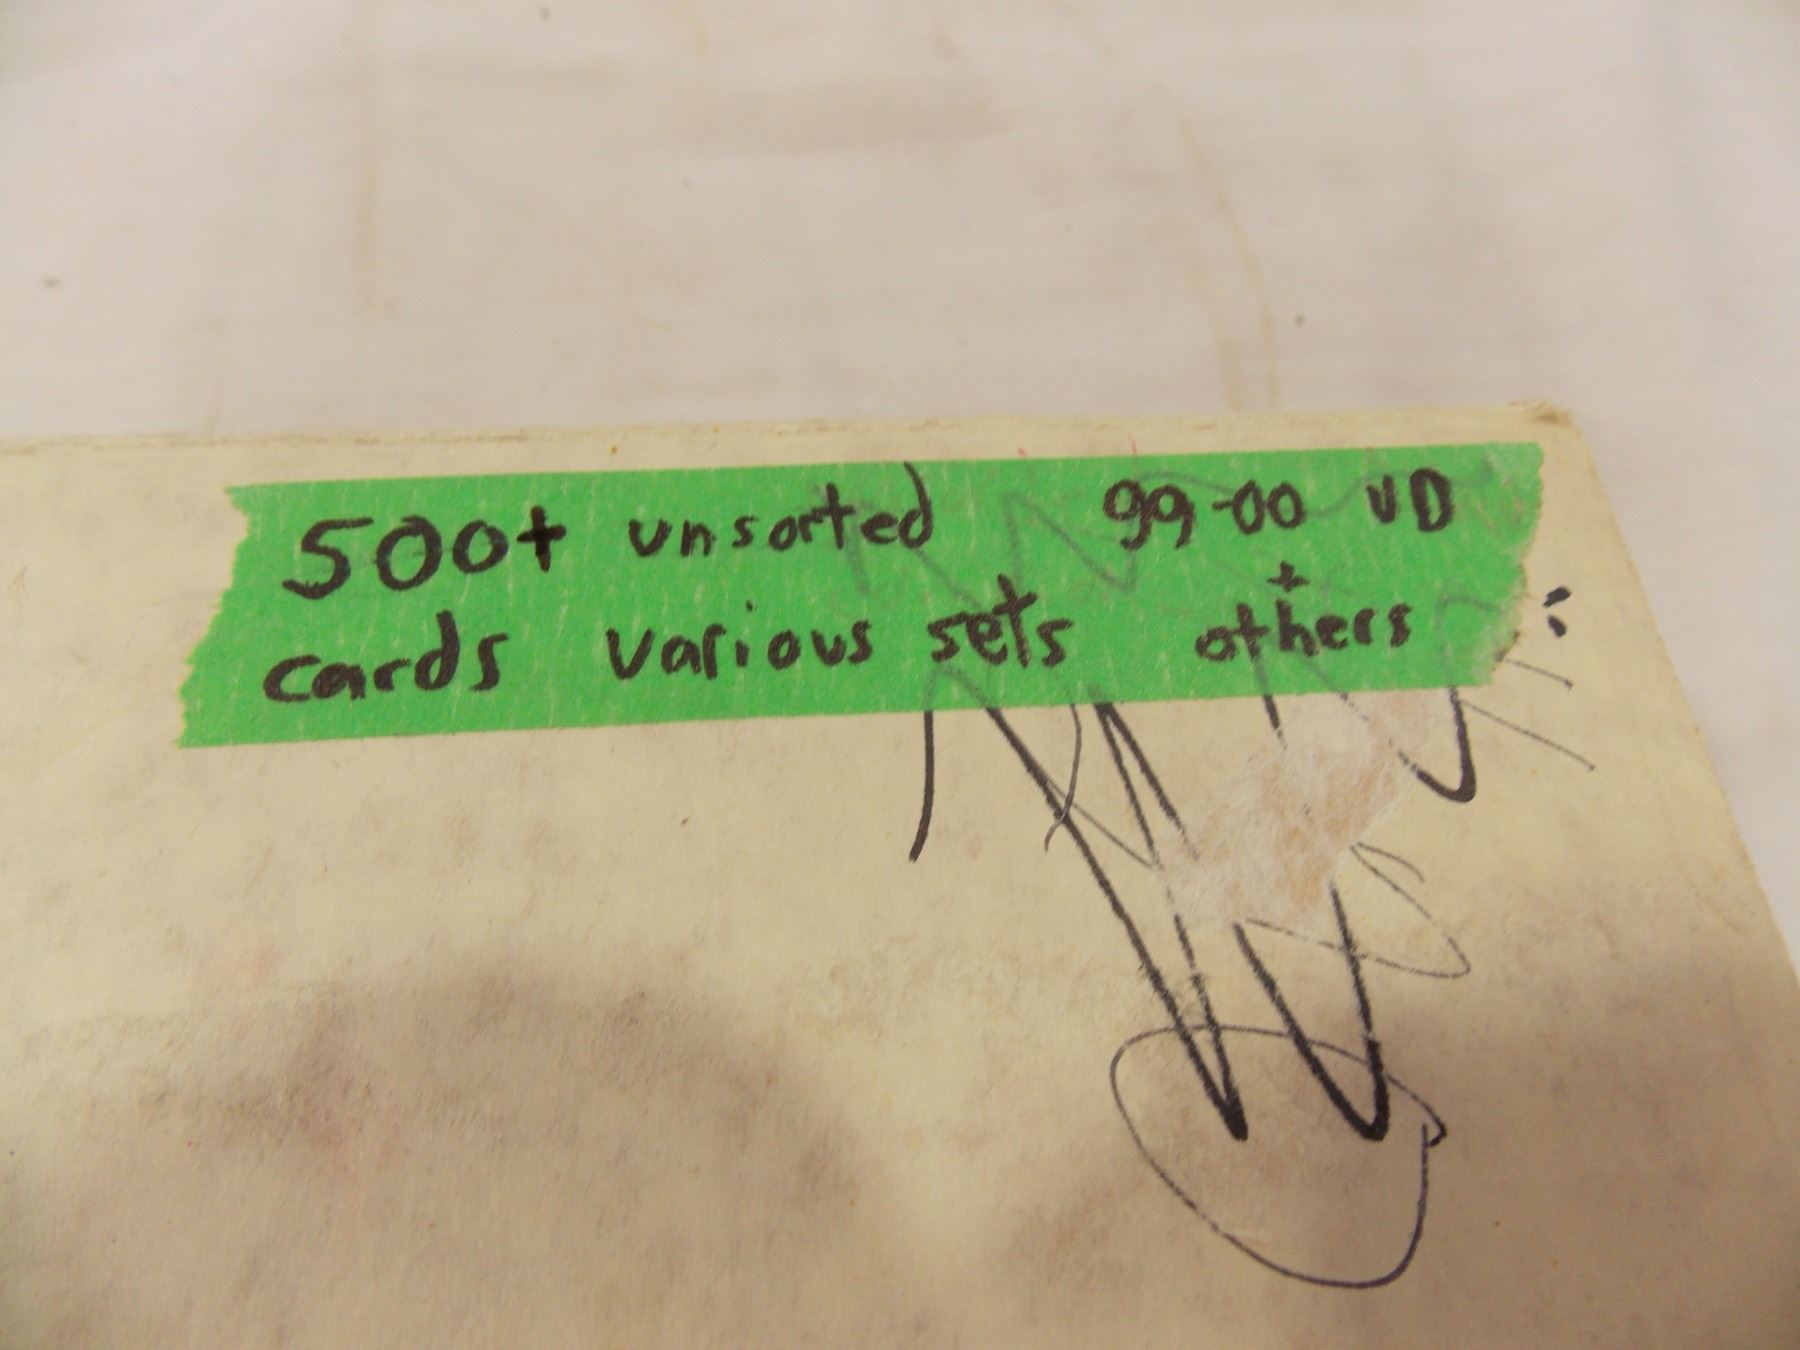 500+ unsorted 99-00 UD
+
cards various sets others